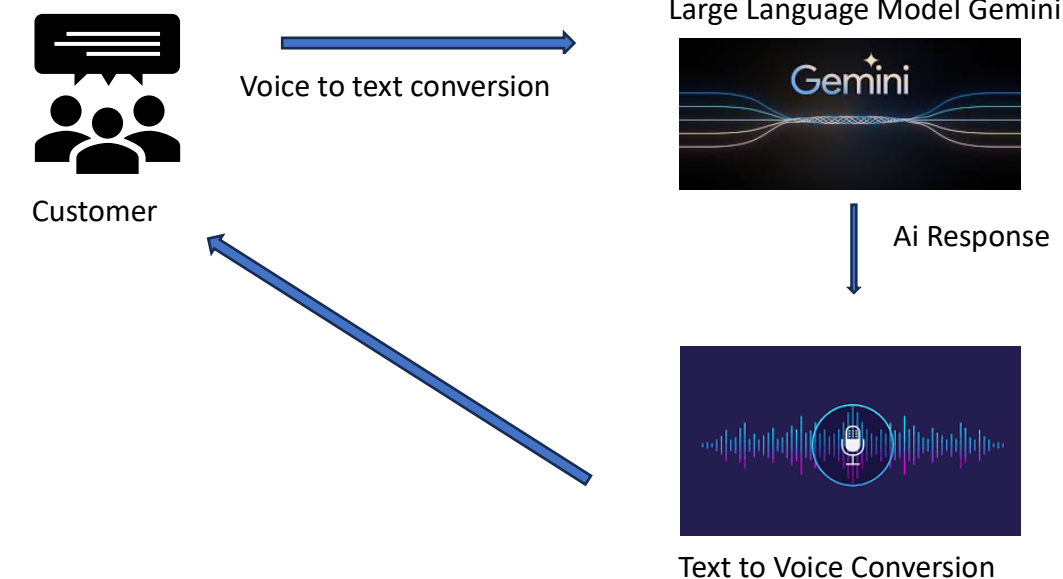 Large Language Model Gemini
Voice to text conversion
Gemini
Customer
Ai Response
Text to Voice Conversion